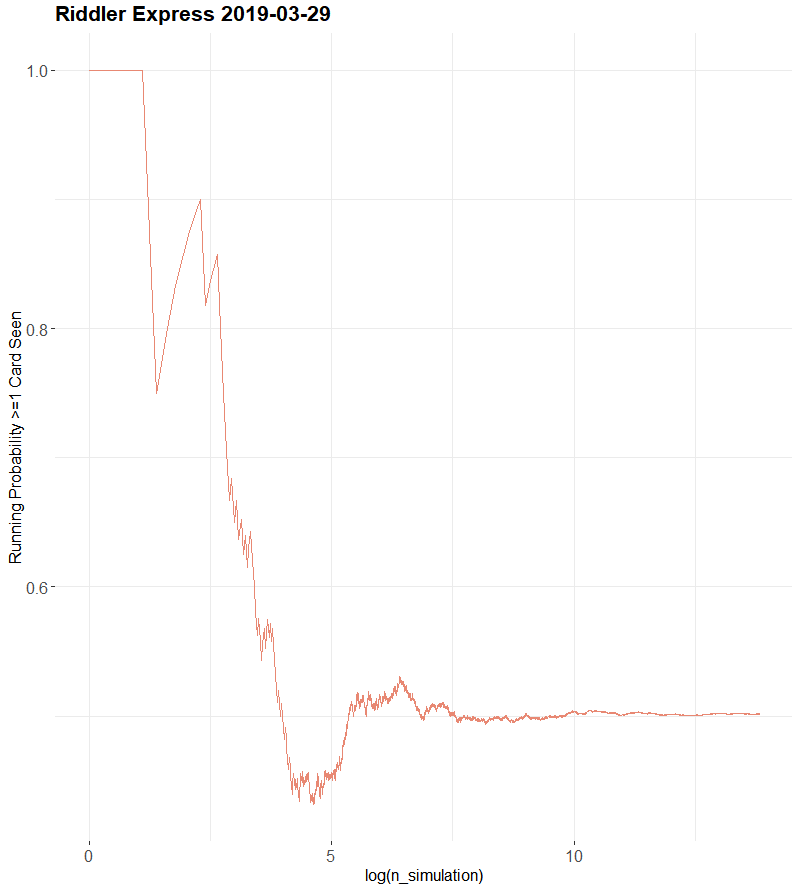 Riddler Express 2019-03-29
Running Probability >=1 Card Seen
1.0
0.8
0.6
0
5
10
log(n_simulation)